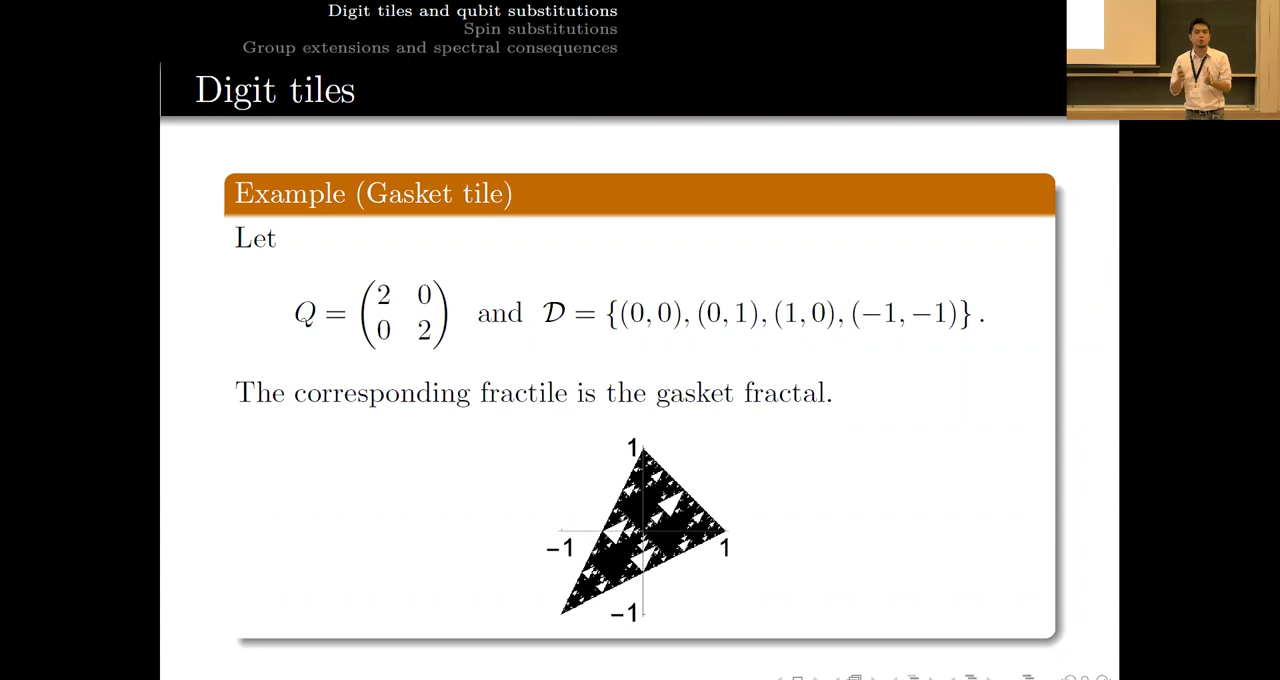 Digit tiles and qubit substitutions
Spin substitutions
Group extensions and spectral consequences
Digit tiles
Example (Gasket tile)
Let
Q = (2 0
0 2) and 𝒟 = {(0, 0), (0, 1), (1, 0), (−1, −1)} .
The corresponding fractile is the gasket fractal.
1
−1 1
−1